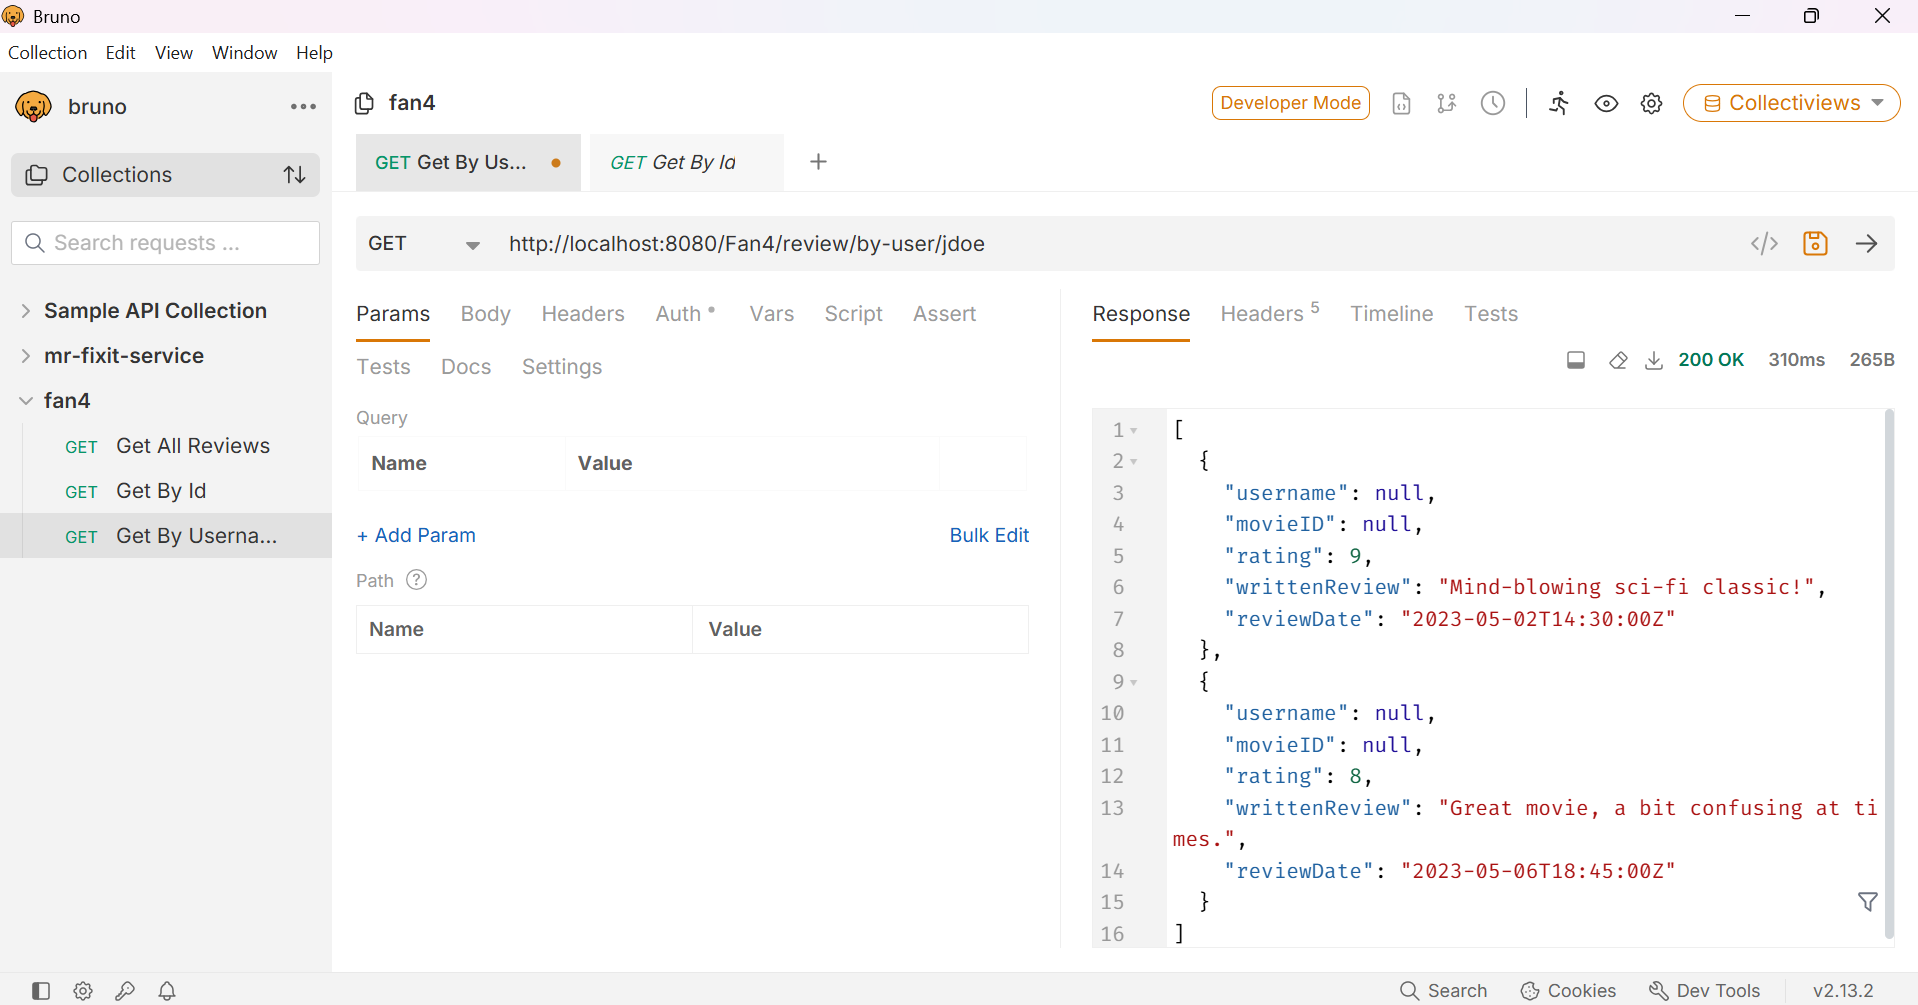 Bruno
Collection Edit View Window Help
bruno
fan4
Developer Mode
Collectiviews
Collections
GET Get By Us...
GET Get By Id
+
Search requests ...
GET
http://localhost:8080/Fan4/review/by-user/jdoe
</>
Sample API Collection
mr-fixit-service
fan4
GET Get All Reviews
GET Get By Id
GET Get By Userna...
Params Body Headers Auth Vars Script Assert
Tests Docs Settings
Query
Name Value
+ Add Param
Bulk Edit
Path ?
Name Value
Response Headers 5 Timeline Tests
200 OK 310ms 265B
1 [
2 {
3 "username": null,
4 "movieID": null,
5 "rating": 9,
6 "writtenReview": "Mind-blowing sci-fi classic!",
7 "reviewDate": "2023-05-02T14:30:00Z"
8 },
9 {
10 "username": null,
11 "movieID": null,
12 "rating": 8,
13 "writtenReview": "Great movie, a bit confusing at ti
mes.",
14 "reviewDate": "2023-05-06T18:45:00Z"
15 }
16 ]
Search Cookies Dev Tools v2.13.2